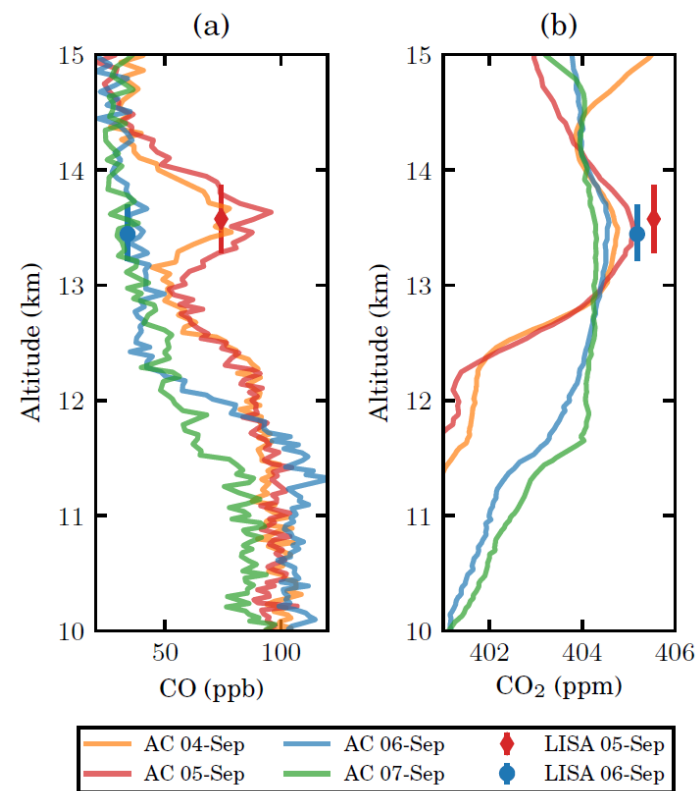 (a)
(b)
15
14
13
12
11
10
Altitude (km)
50
100
CO (ppb)
15
14
13
12
11
10
Altitude (km)
402
404
406
CO₂ (ppm)
AC 04-Sep
AC 06-Sep
LISA 05-Sep
AC 05-Sep
AC 07-Sep
LISA 06-Sep